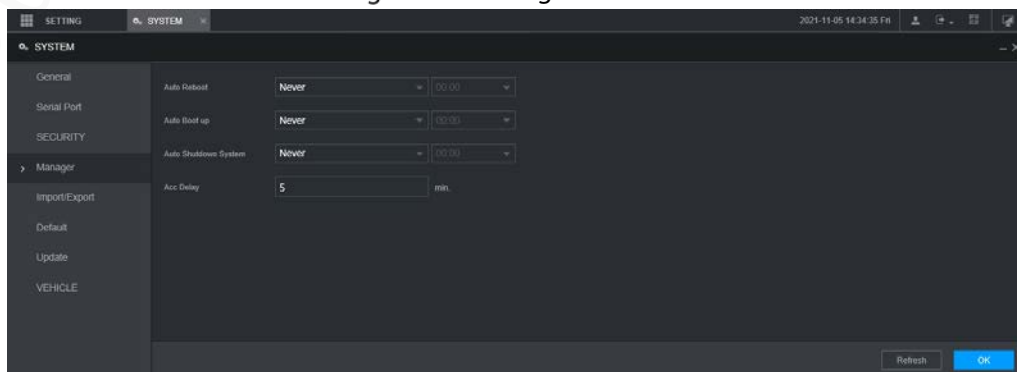 SETTING SYSTEM 2021-11-05 14:34:35 Fri
SYSTEM
General
Serial Port
SECURITY
Manager
Import/Export
Default
Update
VEHICLE
Auto Reboot Never 00:00
Auto Boot up Never 00:00
Auto Shutdown System Never 00:00
Acc Delay 5 min.
Refresh OK